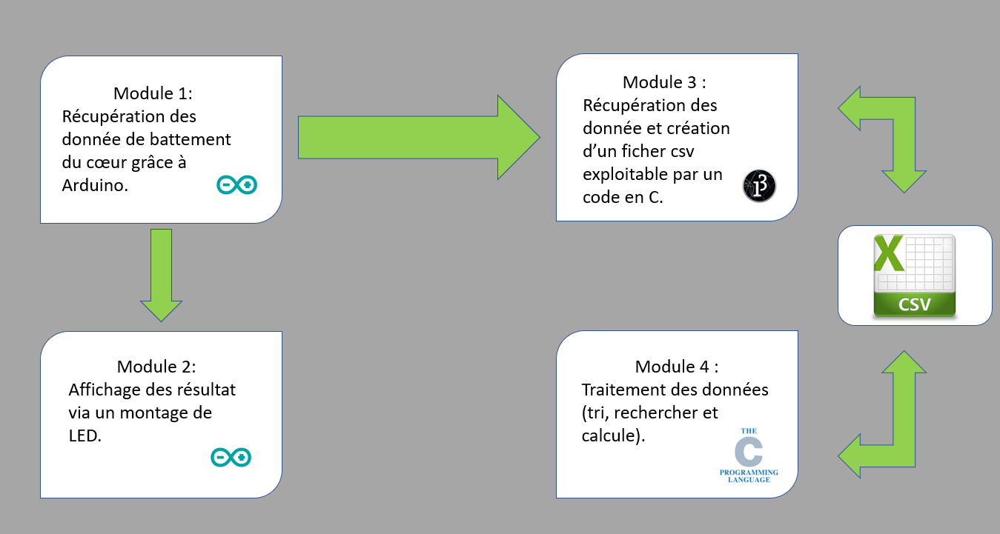 Module 1:
Récupération des
donnée de battement
du cœur grâce à
Arduino.
Module 3 :
Récupération des
donnée et création
d’un ficher csv
exploitable par un
code en C.
13
X
CSV
Module 2:
Affichage des résultat
via un montage de
LED.
Module 4 :
Traitement des données
(tri, rechercher et
calcule).
THE
C
PROGRAMMING
LANGUAGE